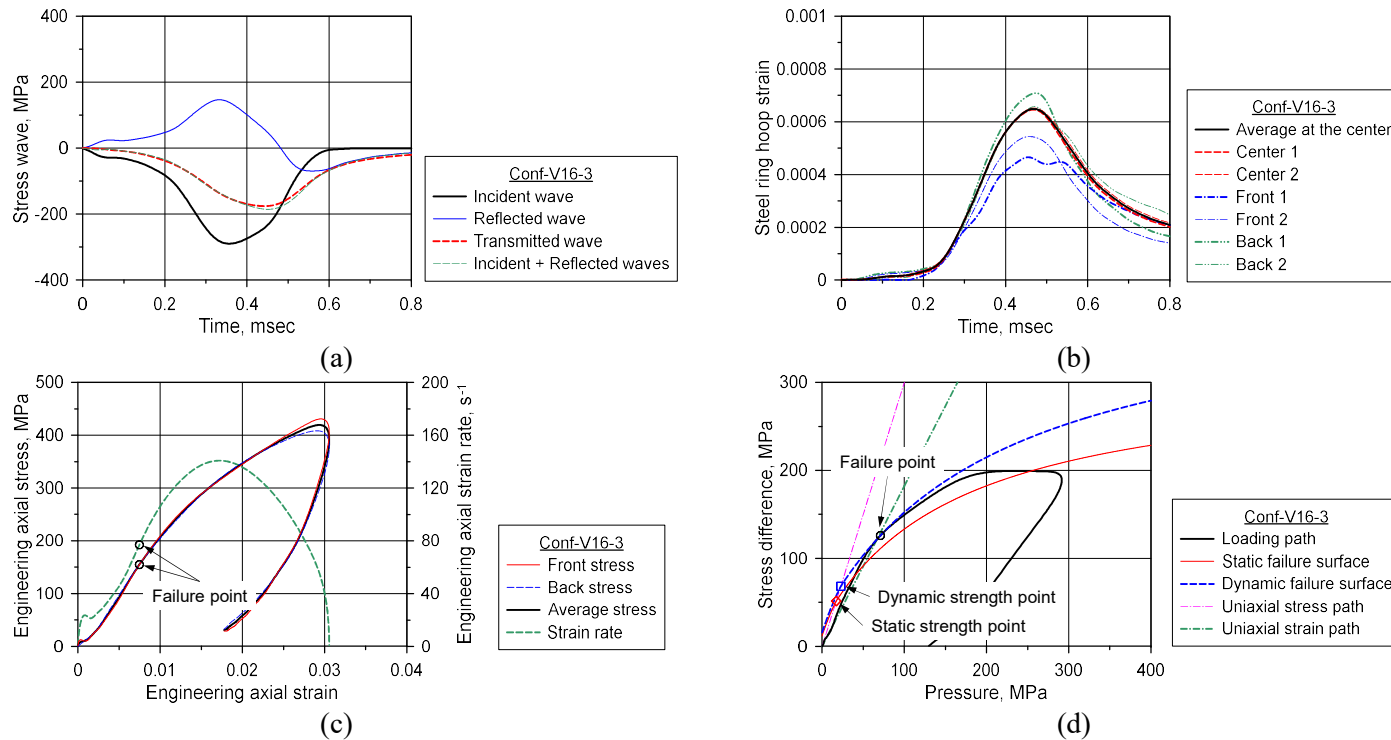 400
200
0
-200
-400
Stress wave, MPa
0
0.2
0.4
0.6
0.8
Time, msec
Conf-V16-3
Incident wave
Reflected wave
Transmitted wave
Incident + Reflected waves
(a)
0.001
0.0008
0.0006
0.0004
0.0002
0
Steel ring hoop strain
0
0.2
0.4
0.6
0.8
Time, msec
Conf-V16-3
Average at the center
Center 1
Center 2
Front 1
Front 2
Back 1
Back 2
(b)
500
400
300
200
100
0
Engineering axial stress, MPa
200
160
120
80
40
0
Engineering axial strain rate, s⁻¹
Failure point
0
0.01
0.02
0.03
0.04
Engineering axial strain
Conf-V16-3
Front stress
Back stress
Average stress
Strain rate
(c)
300
200
100
0
Stress difference, MPa
Failure point
Dynamic strength point
Static strength point
0
100
200
300
400
Pressure, MPa
Conf-V16-3
Loading path
Static failure surface
Dynamic failure surface
Uniaxial stress path
Uniaxial strain path
(d)